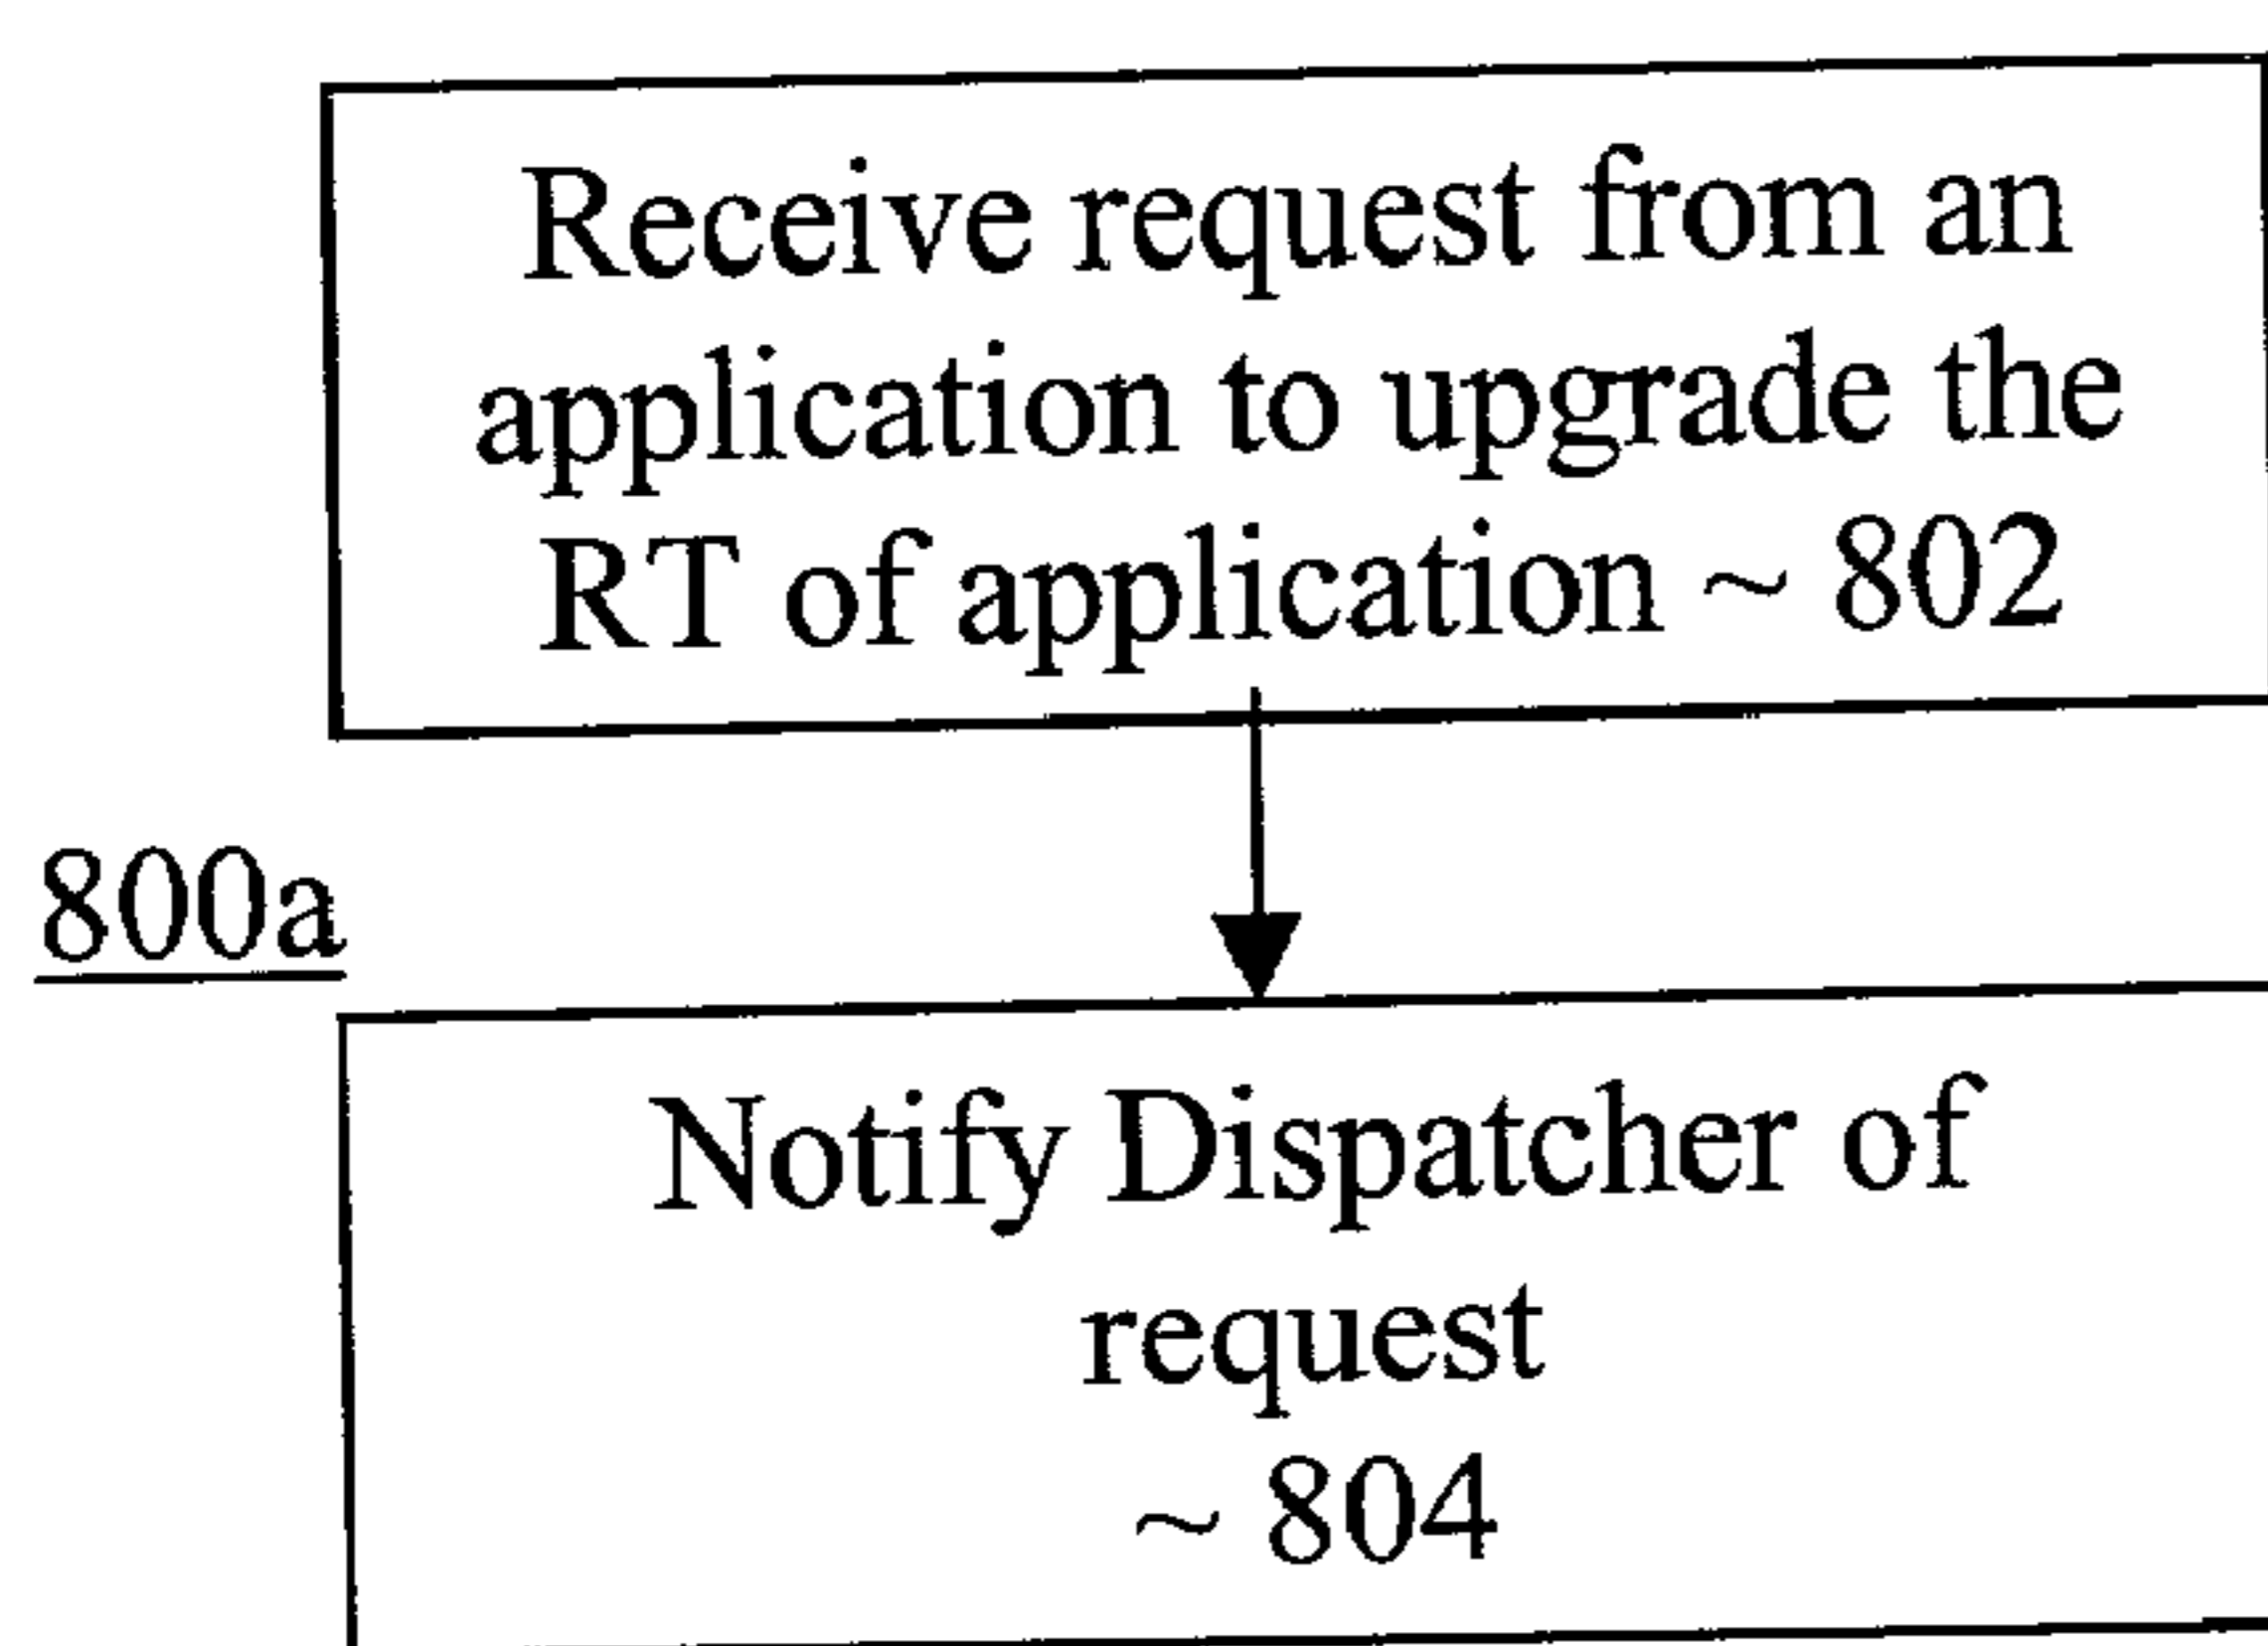 Receive request from an
application to upgrade the
RT of application ~ 802
800a
Notify Dispatcher of
request
~ 804